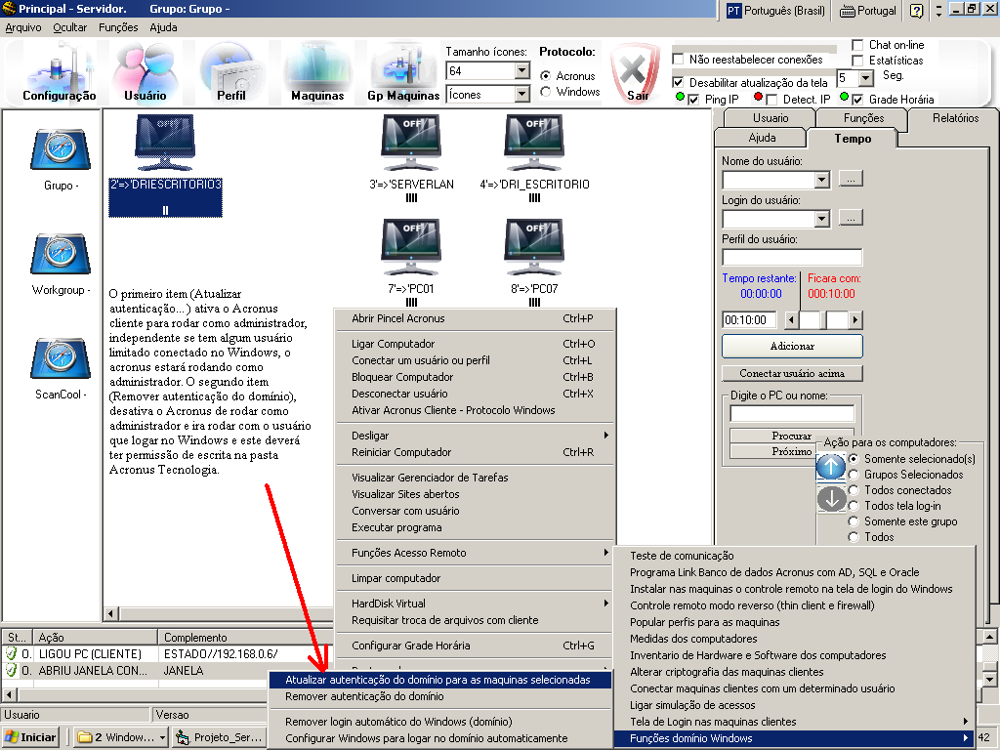 Principal - Servidor. Grupo: Grupo -
PT Português (Brasil) Portugal
Arquivo Ocultar Funções Ajuda
Configuração
Usuário
Perfil
Maquinas
Gp Maquinas
Tamanho ícones:
64
Ícones
Protocolo:
Acronus
Windows
Sair
Não reestabelecer conexões
Desabilitar atualização da tela
Ping IP Detect. IP Grade Horária
Chat on-line
Estatísticas
5 Seg.
Grupo -
Workgroup -
ScanCool -
2'=>'DRIESCRITORIO3
II
OFF
3'=>'SERVERLAN
IIII
OFF
4'=>'DRI_ESCRITORIO
IIII
OFF
7'=>'PC01
IIII
OFF
8'=>'PC07
IIII
O primeiro item (Atualizar
autenticação...) ativa o Acronus
cliente para rodar como administrador,
independente se tem algum usuário
limitado conectado no Windows, o
acronus estará rodando como
administrador. O segundo item
(Remover autenticação do domínio),
desativa o Acronus de rodar como
administrador e ira rodar com o usuário
que logar no Windows e este deverá
ter permissão de escrita na pasta
Acronus Tecnologia.
Abrir Pincel Acronus Ctrl+P
Ligar Computador Ctrl+O
Conectar um usuário ou perfil Ctrl+L
Bloquear Computador Ctrl+B
Desconectar usuário Ctrl+X
Ativar Acronus Cliente - Protocolo Windows
Desligar
Reiniciar Computador Ctrl+R
Visualizar Gerenciador de Tarefas
Visualizar Sites abertos
Conversar com usuário
Executar programa
Funções Acesso Remoto
Limpar computador
HardDisk Virtual
Requisitar troca de arquivos com cliente
Configurar Grade Horária Ctrl+G
Atualizar autenticação do domínio para as maquinas selecionadas
Remover autenticação do domínio
Remover login automático do Windows (domínio)
Configurar Windows para logar no domínio automaticamente
Teste de comunicação
Programa Link Banco de dados Acronus com AD, SQL e Oracle
Instalar nas maquinas o controle remoto na tela de login do Windows
Controle remoto modo reverso (thin client e firewall)
Popular perfis para as maquinas
Medidas dos computadores
Inventario de Hardware e Software dos computadores
Alterar criptografia das maquinas clientes
Conectar maquinas clientes com um determinado usuário
Ligar simulação de acessos
Tela de Login nas maquinas clientes
Funções domínio Windows
Usuario Funções Relatórios
Ajuda Tempo
Nome do usuário:
...
Login do usuário:
...
Perfil do usuário:
Tempo restante: Ficara com:
00:00:00 000:10:00
00:10:00
Adicionar
Conectar usuário acima
Digite o PC ou nome:
Procurar
Próximo
Ação para os computadores:
Somente selecionado(s)
Grupos Selecionados
Todos conectados
Todos tela log-in
Somente este grupo
Todos
St... Ação Complemento
0. LIGOU PC (CLIENTE) ESTADO//192.168.0.6/
0. ABRIU JANELA CON... JANELA
Usuario Versao
Iniciar 2 Window... Projeto_Ser... 42